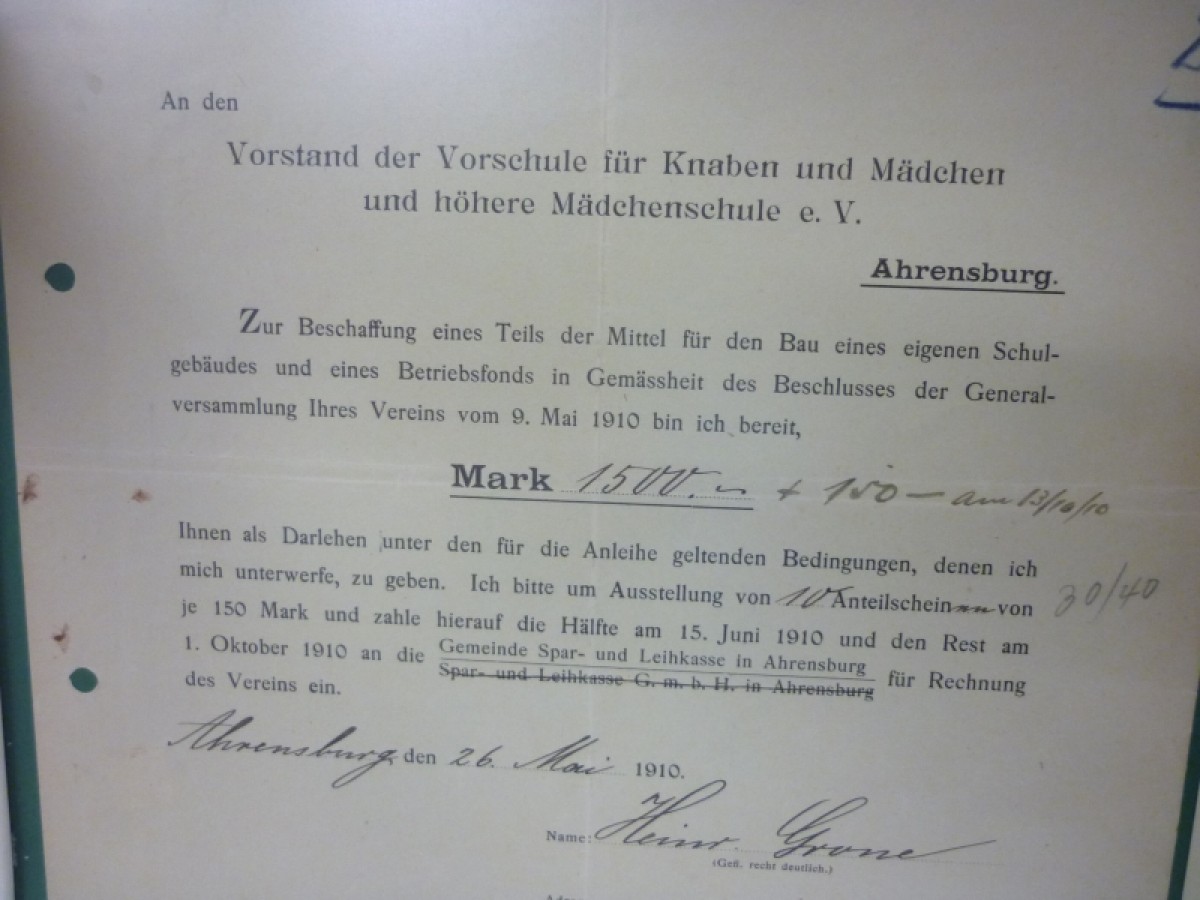 An den
Vorstand der Vorschule für Knaben und Mädchen
und höhere Mädchenschule e. V.
Ahrensburg.
Zur Beschaffung eines Teils der Mittel für den Bau eines eigenen Schul-
gebäudes und eines Betriebsfonds in Gemässheit des Beschlusses der General-
versammlung Ihres Vereins vom 9. Mai 1910 bin ich bereit,
Mark 1500.- + 150 — am 13/10/10
Ihnen als Darlehen unter den für die Anleihe geltenden Bedingungen, denen ich
mich unterwerfe, zu geben. Ich bitte um Ausstellung von 10 Anteilscheinen von 30/40
je 150 Mark und zahle hierauf die Hälfte am 15. Juni 1910 und den Rest am
1. Oktober 1910 an die Gemeinde Spar- und Leihkasse in Ahrensburg
Spar- und Leihkasse G. m. b. H. in Ahrensburg für Rechnung
des Vereins ein.
Ahrensburg den 26. Mai 1910.
Name: Heinr. Grone
(Gefl. recht deutlich.)